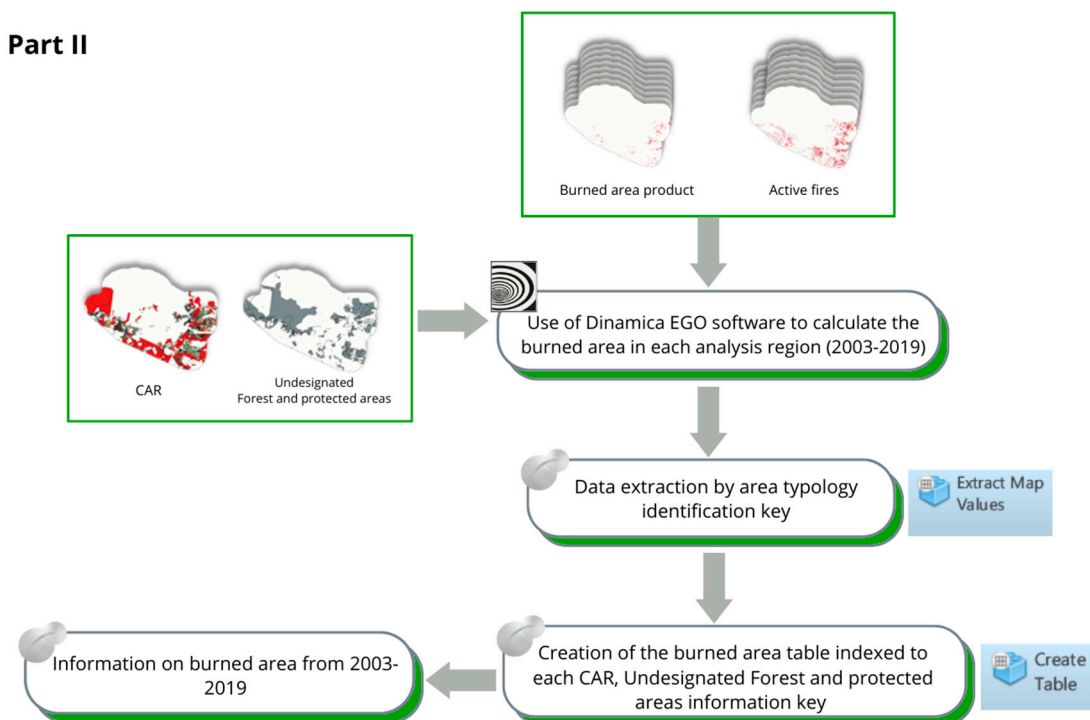 Part II
Burned area product
Active fires
CAR
Undesignated
Forest and protected areas
Use of Dinamica EGO software to calculate the
burned area in each analysis region (2003-2019)
Data extraction by area typology
identification key
Extract Map
Values
Creation of the burned area table indexed to
each CAR, Undesignated Forest and protected
areas information key
Create
Table
Information on burned area from 2003-
2019